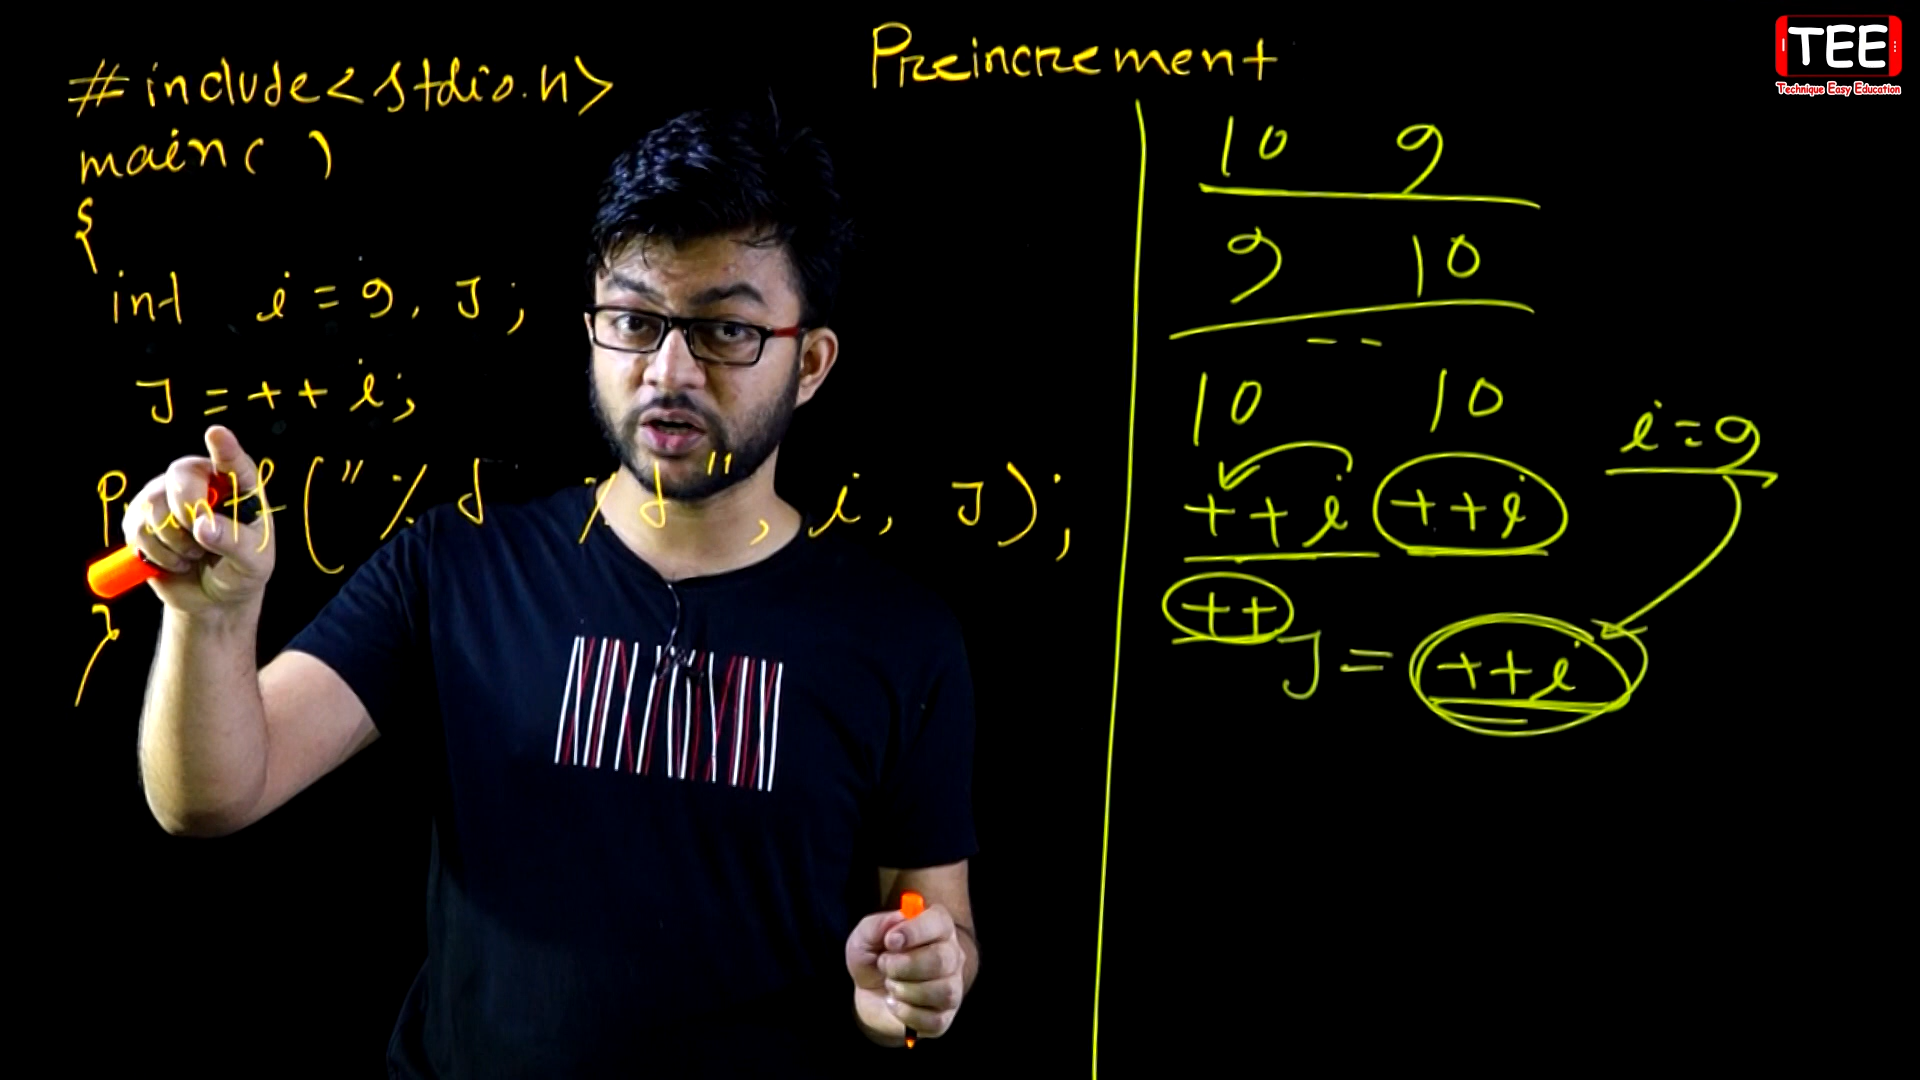 Preincrement
#include<stdio.h>
main( )
{
int i = 9, J;
J = ++i;
Printf("%d %d", i, J);
}
10 9
9 10
--
10 10
i=9
++i ++i
++
J = ++i
TEE
Technique Easy Education